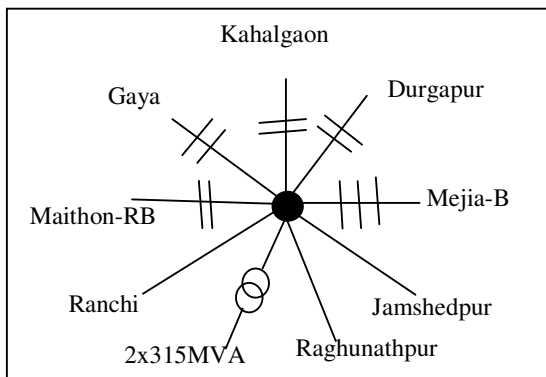 Kahalgaon
Gaya
Durgapur
Maithon-RB
Mejia-B
Ranchi
Jamshedpur
2x315MVA
Raghunathpur